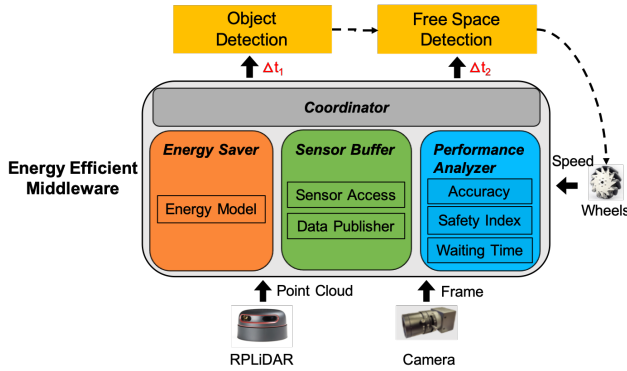 Object
Detection
Free Space
Detection
Δt1
Δt2
Coordinator
Energy Efficient
Middleware
Energy Saver
Energy Model
Sensor Buffer
Sensor Access
Data Publisher
Performance
Analyzer
Accuracy
Safety Index
Waiting Time
Speed
Wheels
Point Cloud
Frame
RPLiDAR
Camera